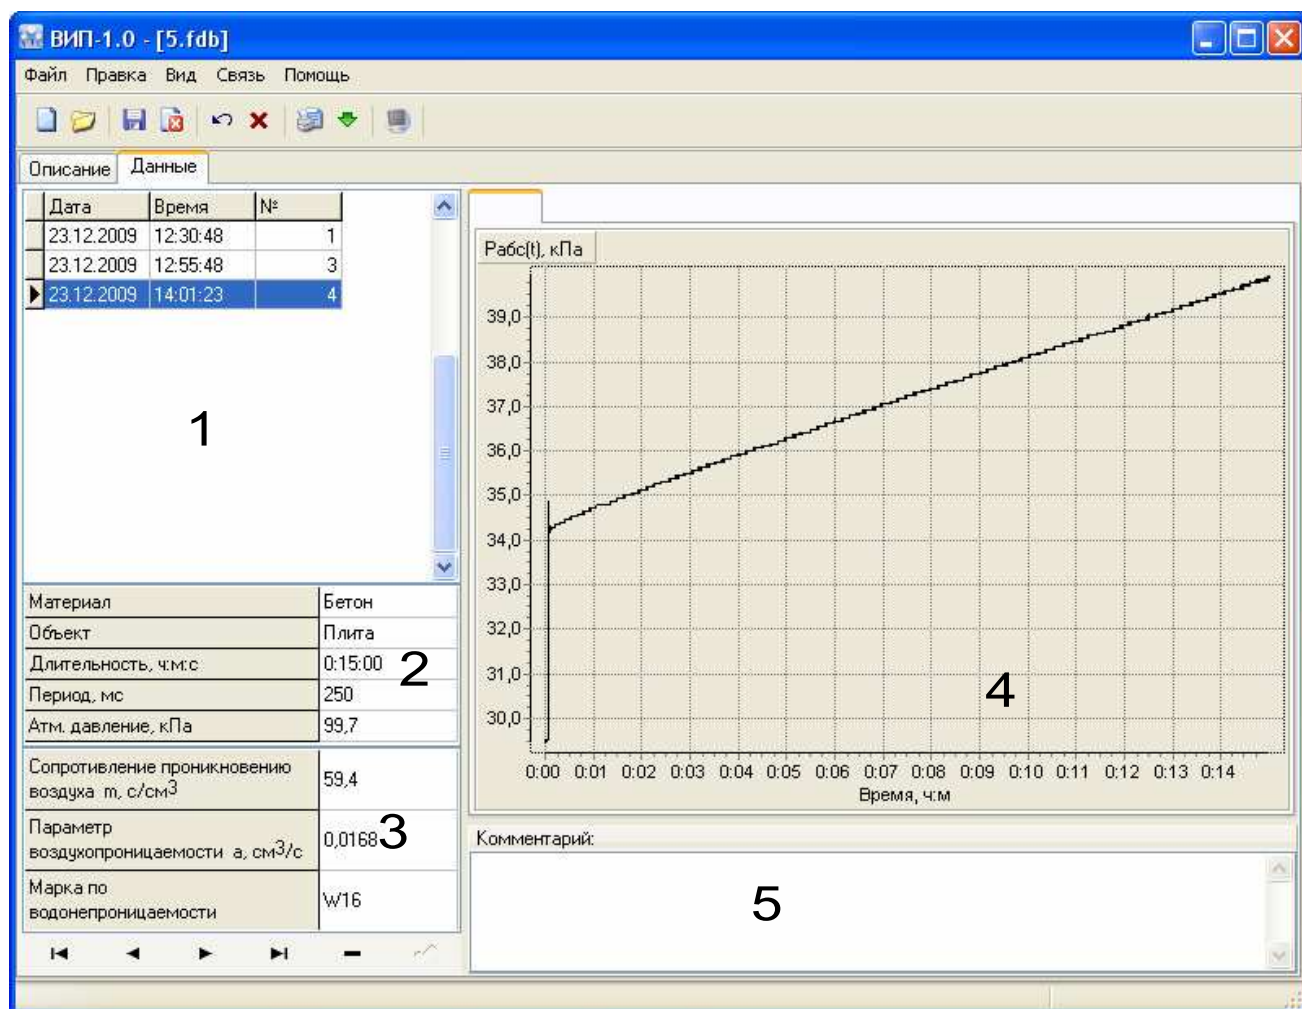 ВИП-1.0 - [5.fdb]
Файл Правка Вид Связь Помощь
Описание Данные
Дата Время №
23.12.2009 12:30:48 1
23.12.2009 12:55:48 3
23.12.2009 14:01:23 4
1
Материал Бетон
Объект Плита
Длительность, ч:м:с 0:15:00
2
Период, мс 250
Атм. давление, кПа 99,7
Сопротивление проникновению
воздуха m, с/см3 59,4
Параметр
воздухопроницаемости а, см3/с 0,0168
3
Марка по
водонепроницаемости W16
Рабс(t), кПа
39,0
38,0
37,0
36,0
35,0
34,0
33,0
32,0
31,0
30,0
4
0:00 0:01 0:02 0:03 0:04 0:05 0:06 0:07 0:08 0:09 0:10 0:11 0:12 0:13 0:14
Время, ч:м
Комментарий:
5